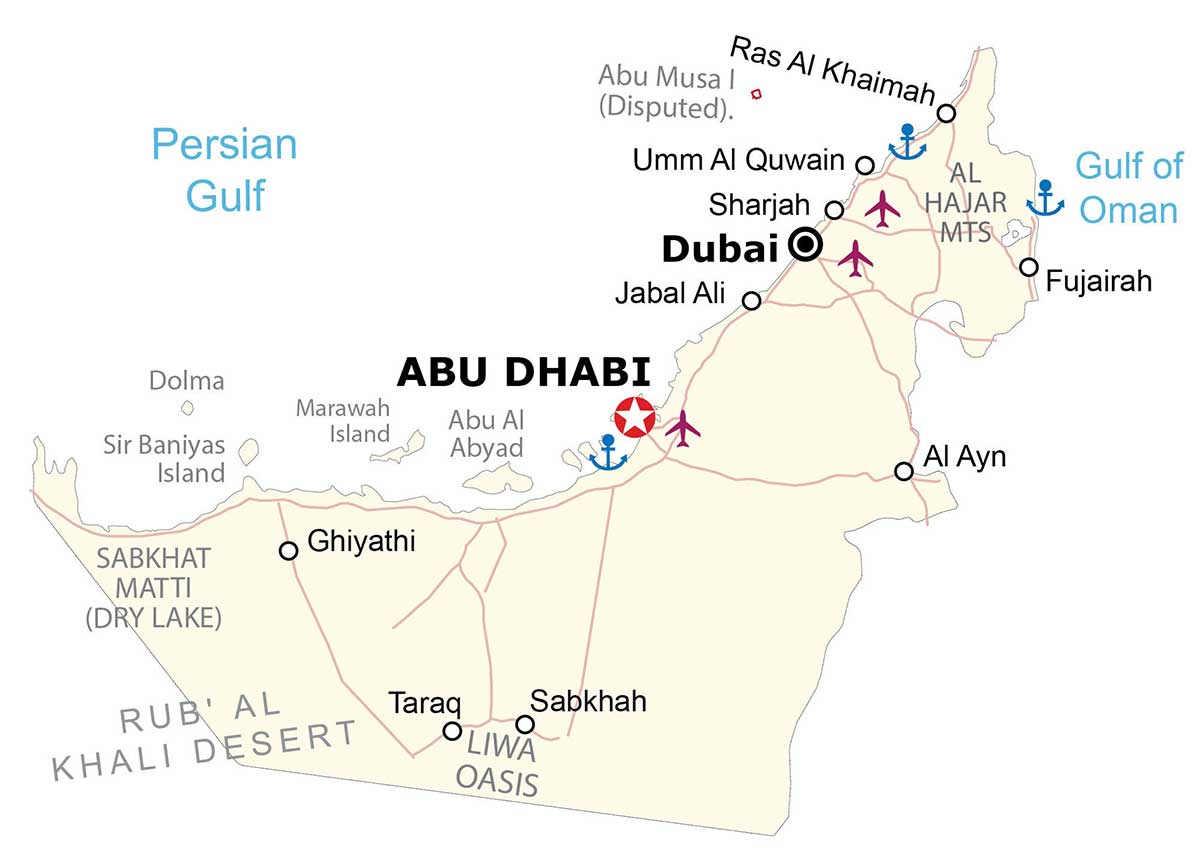 Ras Al Khaimah
Abu Musa I
(Disputed).
Persian
Gulf
Umm Al Quwain
AL
HAJAR
MTS
Gulf of
Oman
Sharjah
Dubai
Fujairah
Jabal Ali
ABU DHABI
Dolma
Marawah
Island
Abu Al
Abyad
Sir Baniyas
Island
Al Ayn
Ghiyathi
SABKHAT
MATTI
(DRY LAKE)
RUB' AL
KHALI DESERT
Taraq
Sabkhah
LIWA
OASIS